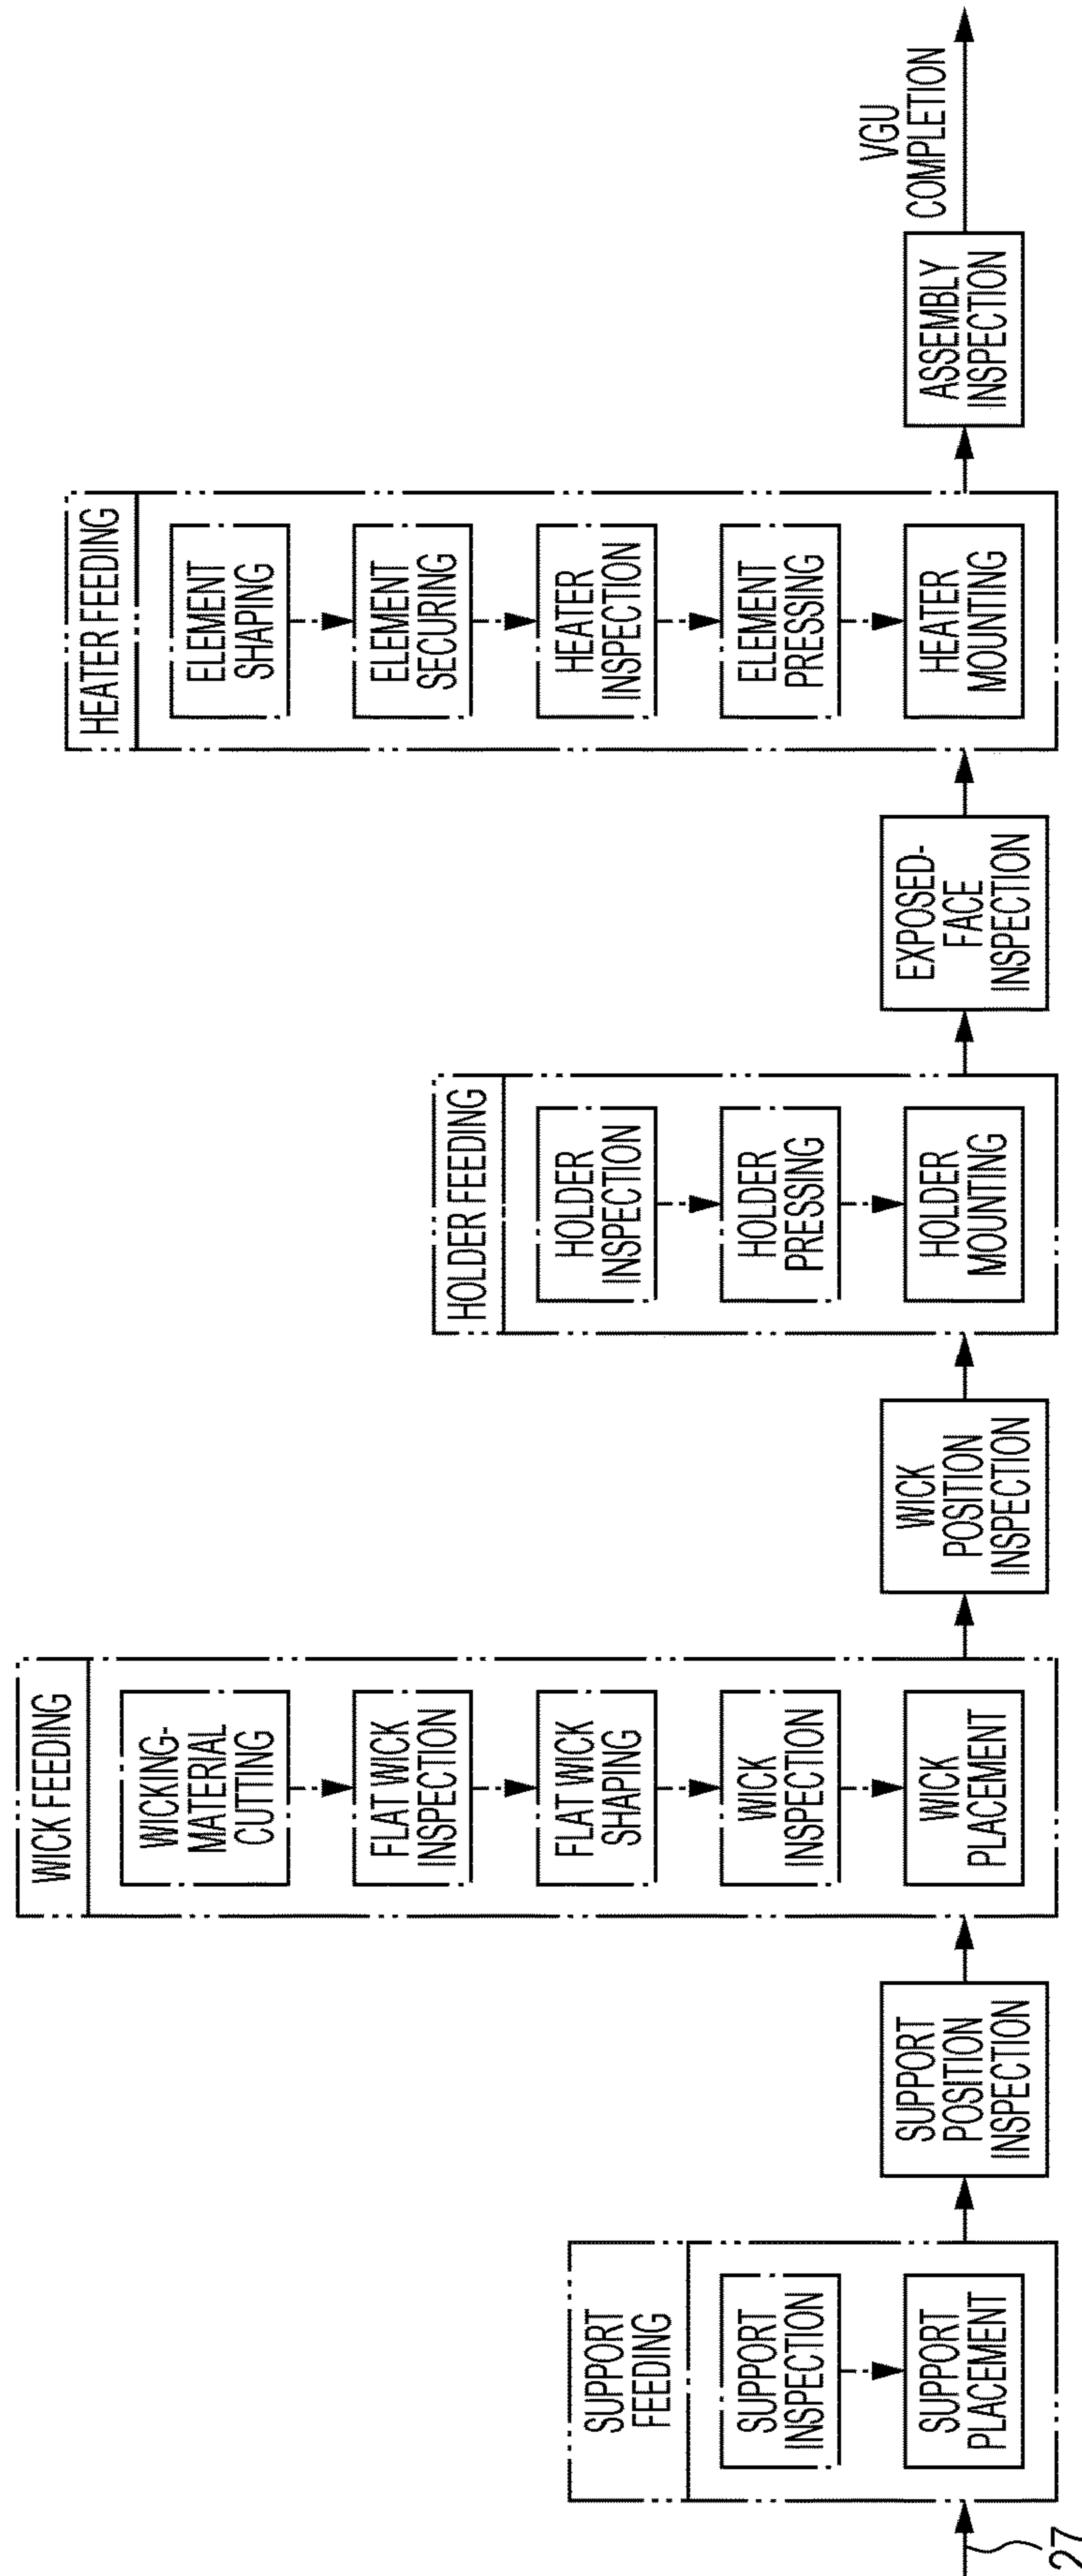 27
SUPPORT
FEEDING
SUPPORT
INSPECTION
SUPPORT
PLACEMENT
SUPPORT
POSITION
INSPECTION
WICK FEEDING
WICKING-
MATERIAL
CUTTING
FLAT WICK
INSPECTION
FLAT WICK
SHAPING
WICK
INSPECTION
WICK
PLACEMENT
WICK
POSITION
INSPECTION
HOLDER FEEDING
HOLDER
INSPECTION
HOLDER
PRESSING
HOLDER
MOUNTING
EXPOSED-
FACE
INSPECTION
HEATER FEEDING
ELEMENT
SHAPING
ELEMENT
SECURING
HEATER
INSPECTION
ELEMENT
PRESSING
HEATER
MOUNTING
ASSEMBLY
INSPECTION
VGU
COMPLETION